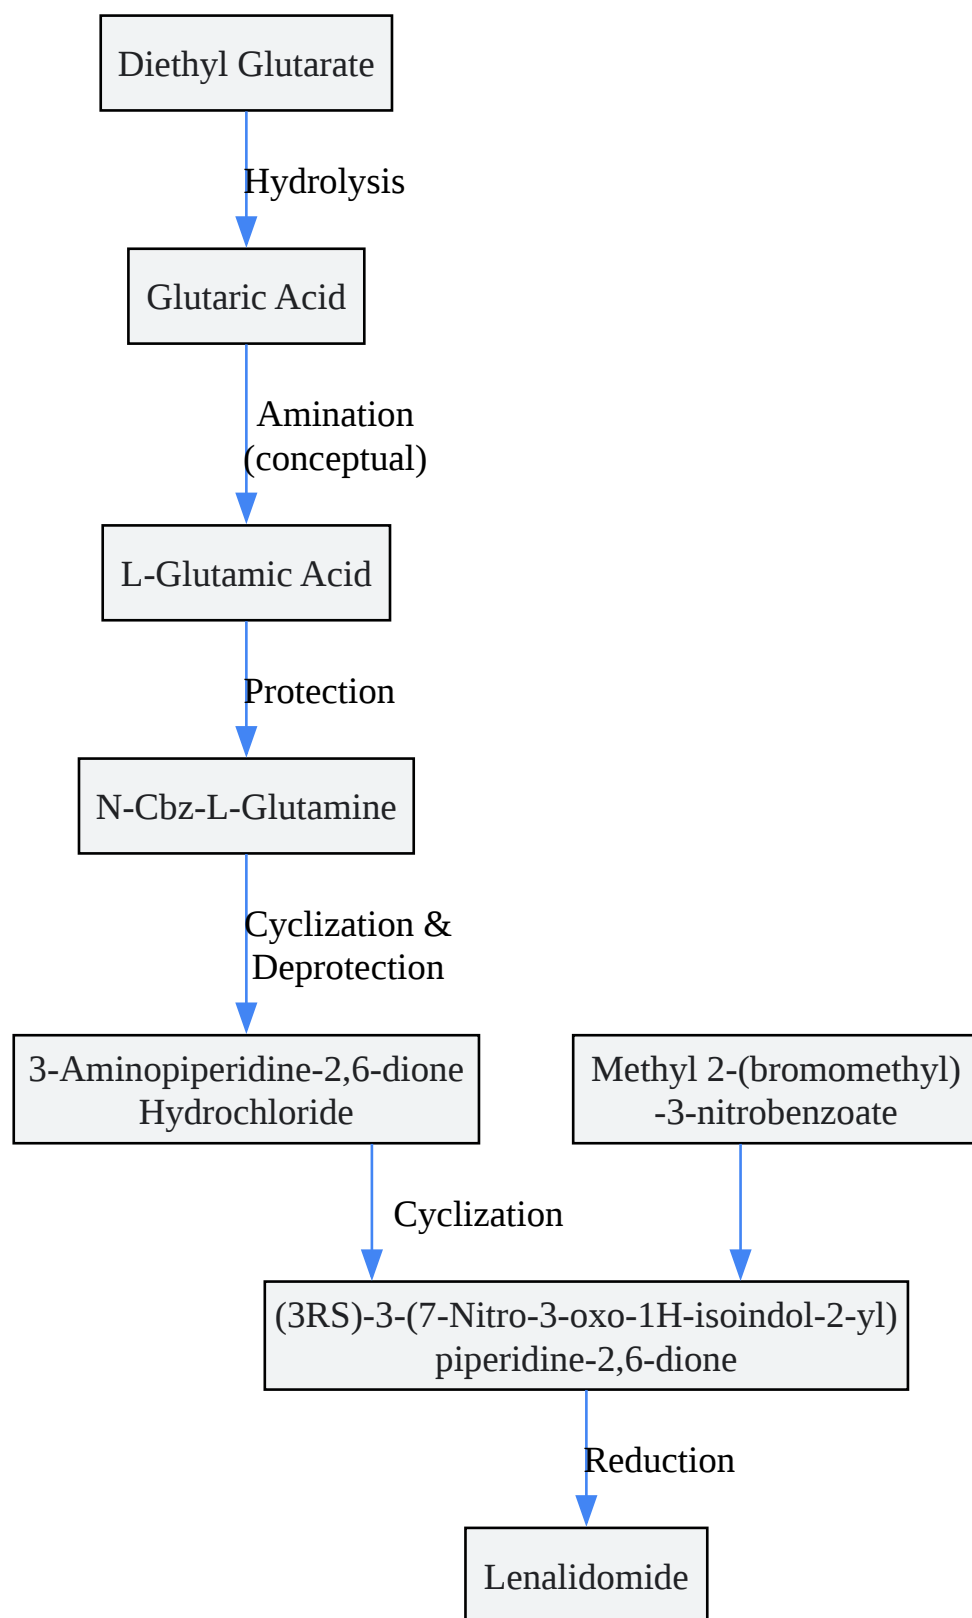 Diethyl Glutarate
Hydrolysis
Glutaric Acid
Amination
(conceptual)
L-Glutamic Acid
Protection
N-Cbz-L-Glutamine
Cyclization &
Deprotection
3-Aminopiperidine-2,6-dione
Hydrochloride
Methyl 2-(bromomethyl)
-3-nitrobenzoate
Cyclization
(3RS)-3-(7-Nitro-3-oxo-1H-isoindol-2-yl)
piperidine-2,6-dione
Reduction
Lenalidomide